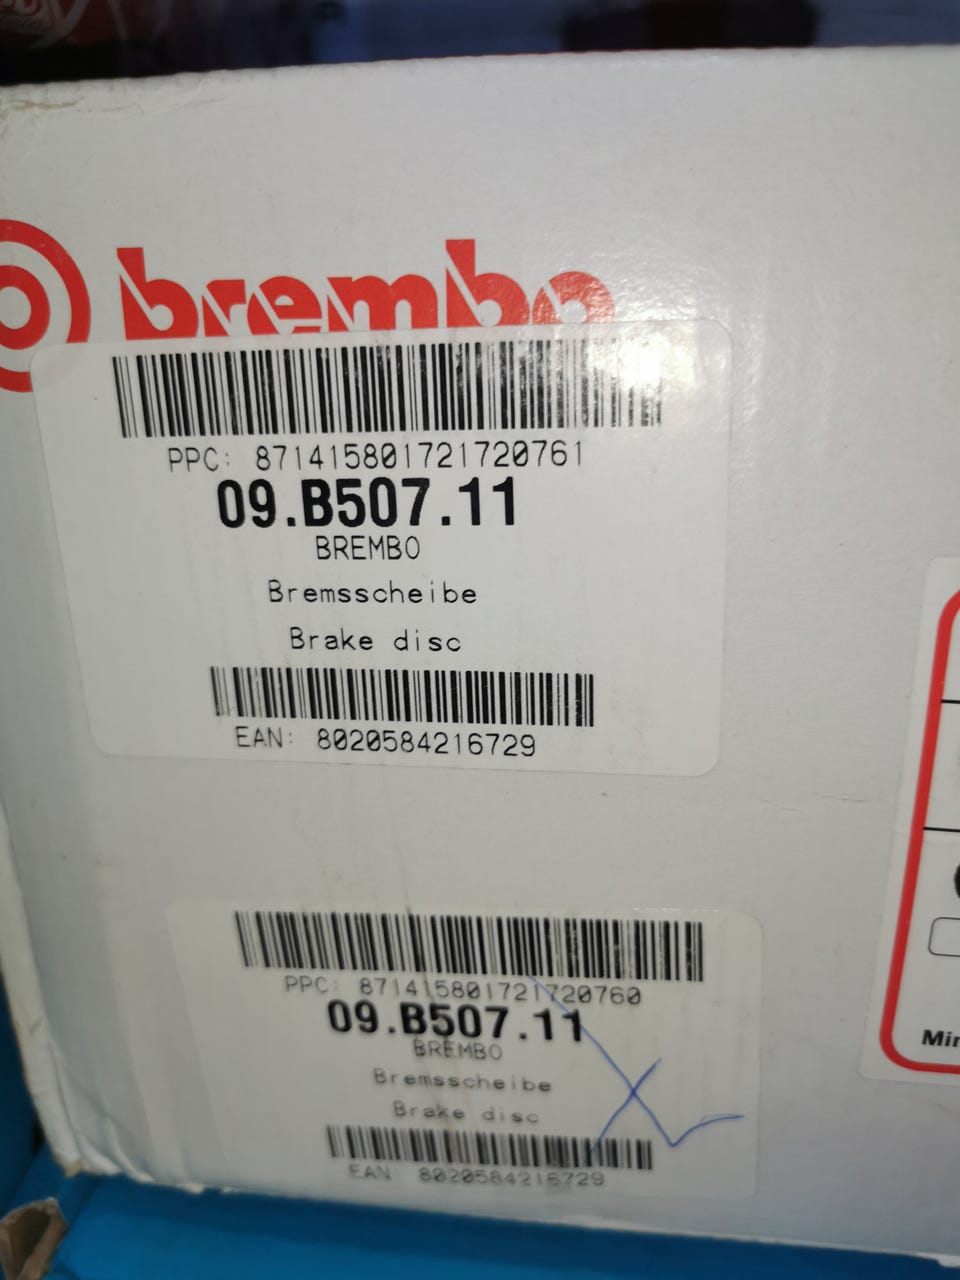 brembo
PPC: 871415801721720761
09.B507.11
BREMBO
Bremsscheibe
Brake disc
EAN: 8020584216729
PPC: 871415801721720760
09.B507.11
BREMBO
Bremsscheibe
Brake disc
EAN: 8020584216729